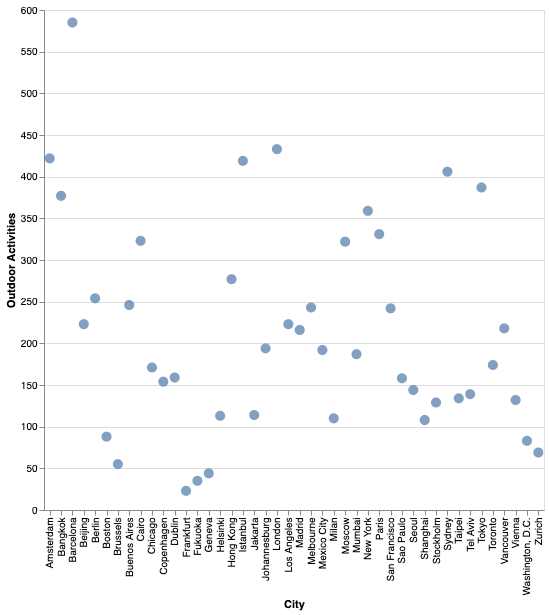 600
550
500
450
400
350
300
250
200
150
100
50
0
Outdoor Activities
Amsterdam
Bangkok
Barcelona
Beijing
Berlin
Boston
Brussels
Buenos Aires
Cairo
Chicago
Copenhagen
Dublin
Frankfurt
Fukuoka
Geneva
Helsinki
Hong Kong
Istanbul
Jakarta
Johannesburg
London
Los Angeles
Madrid
Melbourne
Mexico City
Milan
Moscow
Mumbai
New York
Paris
San Francisco
Sao Paulo
Seoul
Shanghai
Stockholm
Sydney
Taipei
Tel Aviv
Tokyo
Toronto
Vancouver
Vienna
Washington, D.C.
Zurich
City